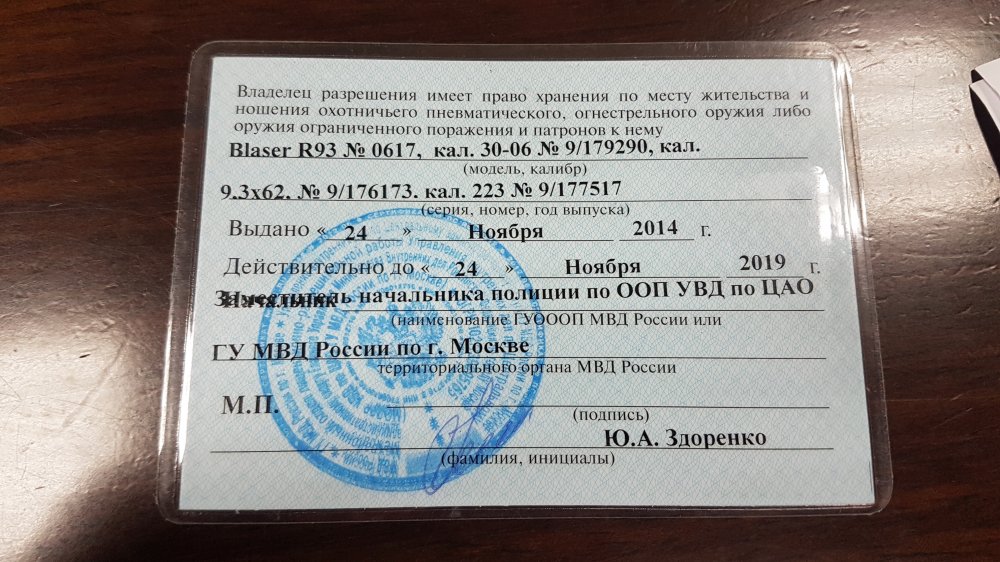 Владелец разрешения имеет право хранения по месту жительства и
ношения охотничьего пневматического, огнестрельного оружия либо
оружия ограниченного поражения и патронов к нему
Blaser R93 № 0617, кал. 30-06 № 9/179290, кал.
(модель, калибр)
9.3х62, № 9/176173. кал. 223 № 9/177517
(серия, номер, год выпуска)
Выдано « 24 » Ноября 2014 г.
Действительно до « 24 » Ноября 2019 г.
Начальник
Заместитель начальника полиции по ООП УВД по ЦАО
(наименование ГУОООП МВД России или
ГУ МВД России по г. Москве
территориального органа МВД России
М.П.
(подпись)
Ю.А. Здоренко
(фамилия, инициалы)